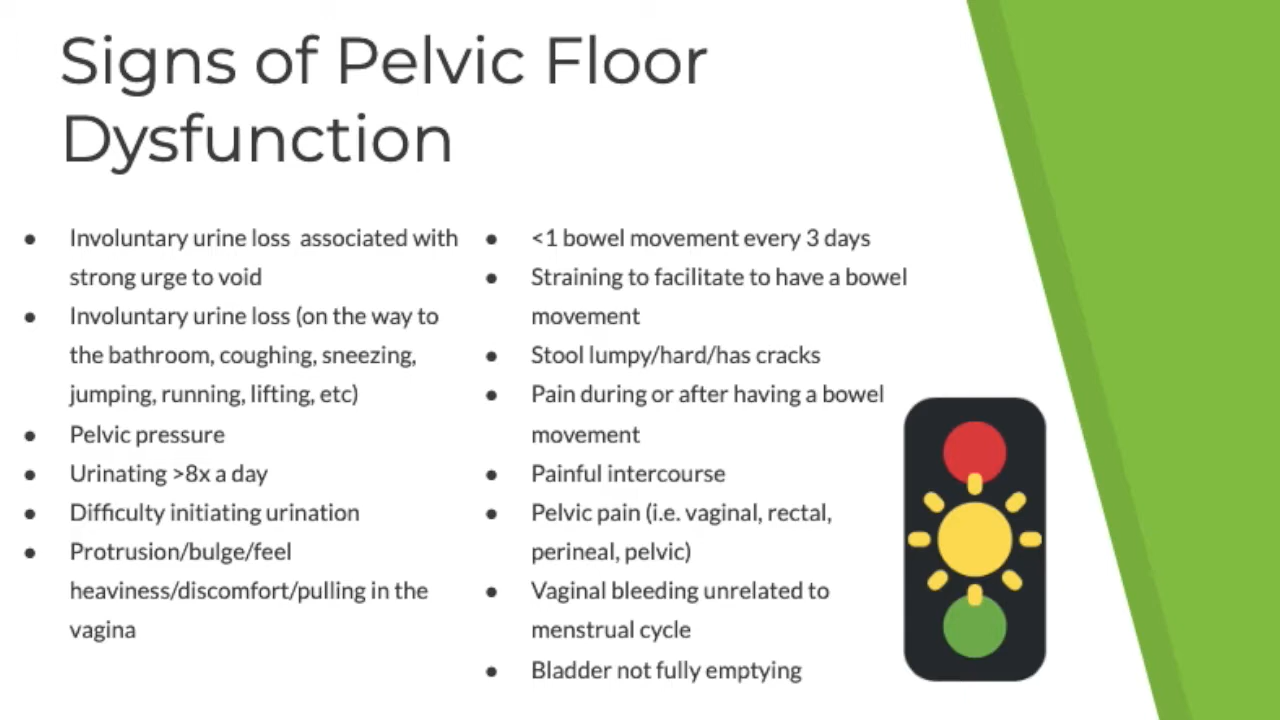 Signs of Pelvic Floor
Dysfunction
● Involuntary urine loss  associated with
strong urge to void
● Involuntary urine loss (on the way to
the bathroom, coughing, sneezing,
jumping, running, lifting, etc)
● Pelvic pressure
● Urinating >8x a day
● Difficulty initiating urination
● Protrusion/bulge/feel
heaviness/discomfort/pulling in the
vagina
● <1 bowel movement every 3 days
● Straining to facilitate to have a bowel
movement
● Stool lumpy/hard/has cracks
● Pain during or after having a bowel
movement
● Painful intercourse
● Pelvic pain (i.e. vaginal, rectal,
perineal, pelvic)
● Vaginal bleeding unrelated to
menstrual cycle
● Bladder not fully emptying